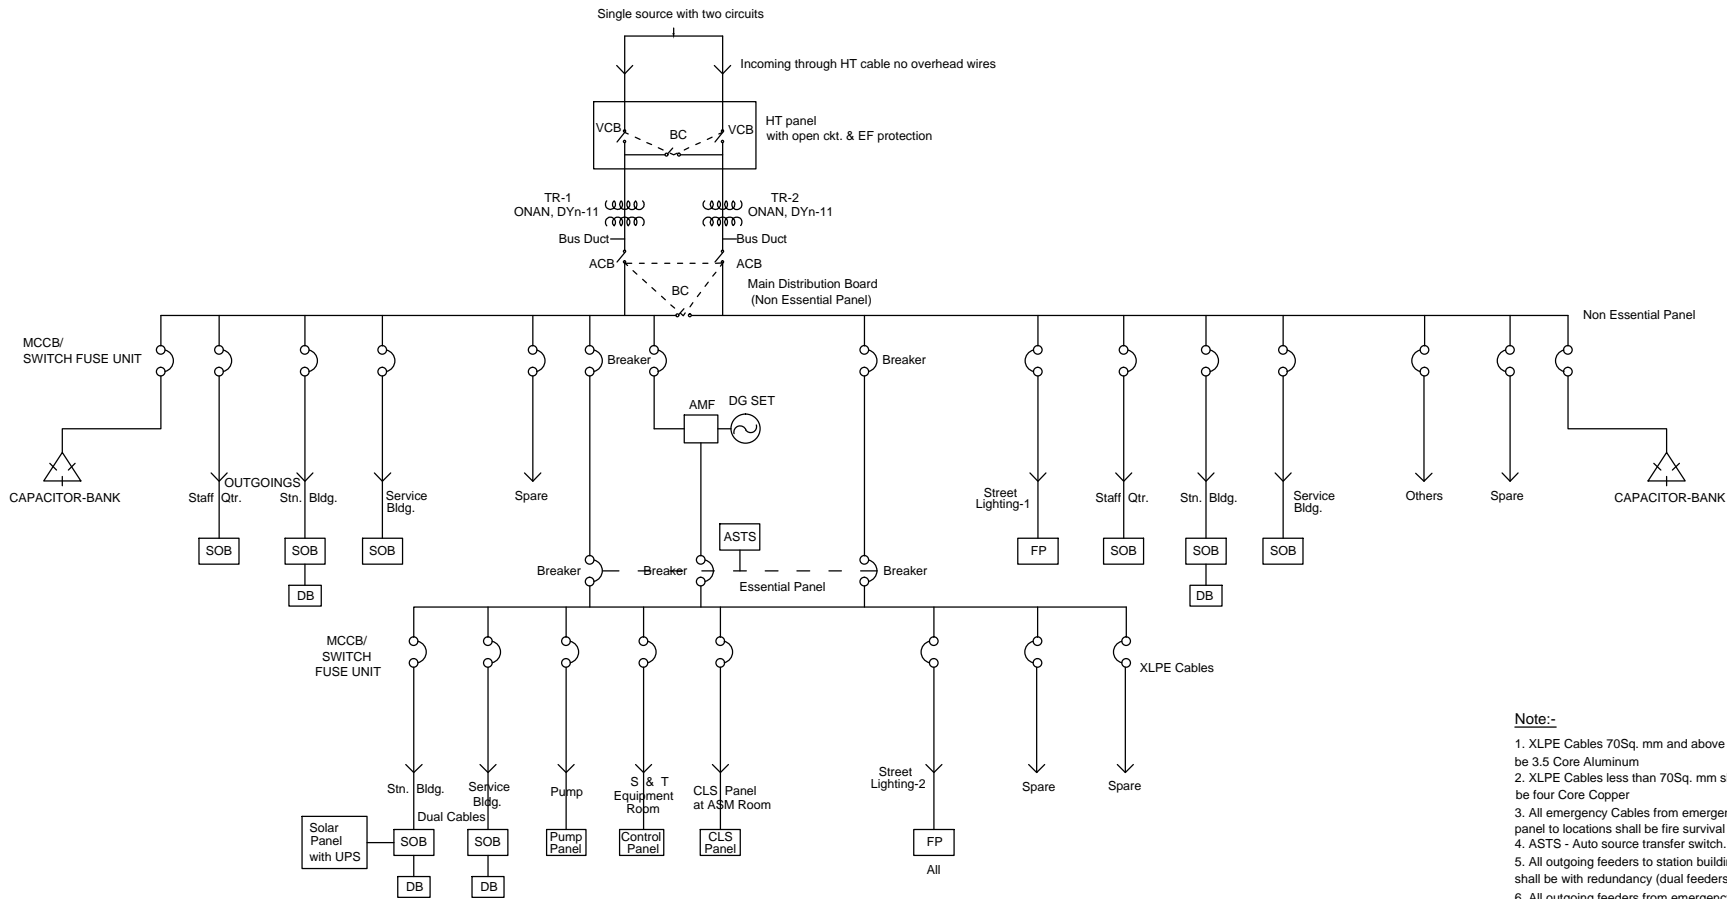 Single source with two circuits
Incoming through HT cable no overhead wires
VCB
BC
VCB
HT panel
with open ckt. & EF protection
TR-1
ONAN, DYn-11
TR-2
ONAN, DYn-11
Bus Duct
Bus Duct
ACB
ACB
BC
Main Distribution Board
(Non Essential Panel)
Non Essential Panel
MCCB/
SWITCH FUSE UNIT
Breaker
Breaker
AMF
DG SET
CAPACITOR-BANK
OUTGOINGS
Staff Qtr.
Stn. Bldg.
Service
Bldg.
Spare
Street
Lighting-1
Staff Qtr.
Stn. Bldg.
Service
Bldg.
Others
Spare
CAPACITOR-BANK
SOB
SOB
SOB
ASTS
FP
SOB
SOB
SOB
DB
DB
Breaker
Breaker
Breaker
Essential Panel
MCCB/
SWITCH
FUSE UNIT
XLPE Cables
Stn. Bldg.
Service
Bldg.
Dual Cables
Pump
S & T
Equipment
Room
CLS Panel
at ASM Room
Street
Lighting-2
Spare
Spare
Solar
Panel
with UPS
SOB
SOB
Pump
Panel
Control
Panel
CLS
Panel
FP
All
DB
DB
Note:-
1. XLPE Cables 70Sq. mm and above
be 3.5 Core Aluminum
2. XLPE Cables less than 70Sq. mm
be four Core Copper
3. All emergency Cables from
panel to locations shall be fire survival
4. ASTS - Auto source transfer switch.
5. All outgoing feeders to station
shall be with redundancy (dual feeders
6. All outgoing feeders from